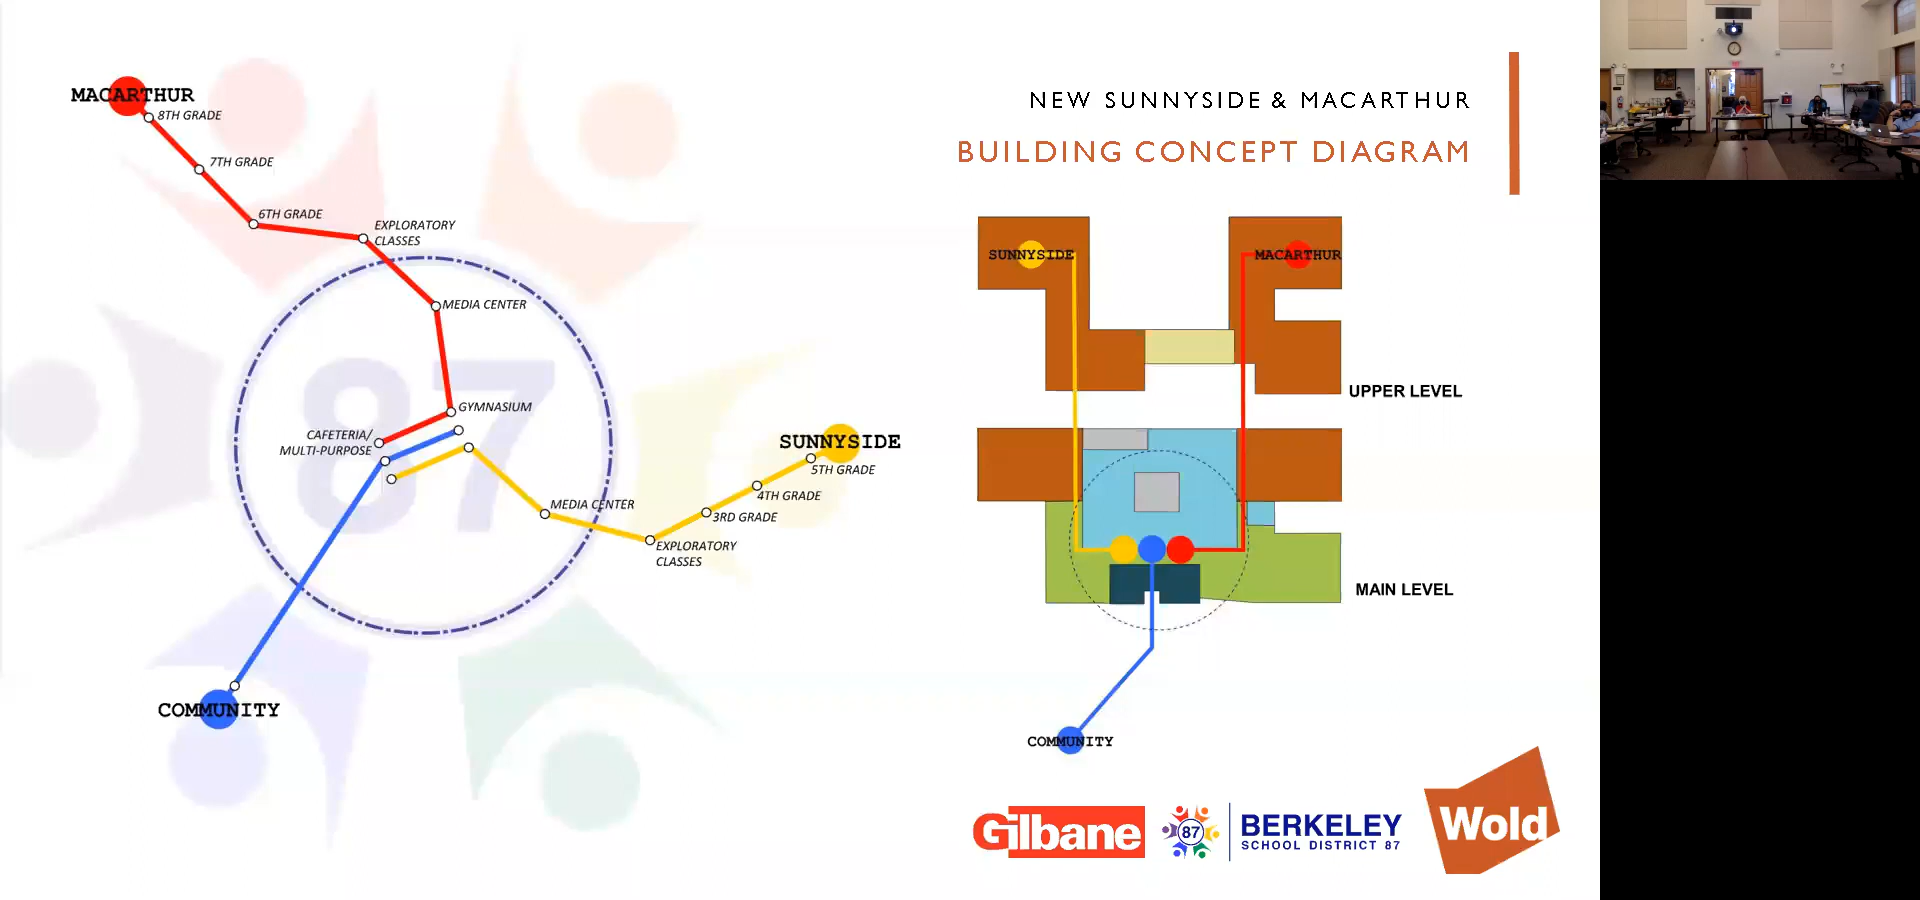 MACARTHUR
8TH GRADE
7TH GRADE
6TH GRADE
EXPLORATORY
CLASSES
MEDIA CENTER
GYMNASIUM
CAFETERIA/
MULTI-PURPOSE
87
SUNNYSIDE
5TH GRADE
4TH GRADE
3RD GRADE
MEDIA CENTER
EXPLORATORY
CLASSES
COMMUNITY
NEW SUNNYSIDE & MACARTHUR
BUILDING CONCEPT DIAGRAM
SUNNYSIDE
MACARTHUR
UPPER LEVEL
MAIN LEVEL
COMMUNITY
Gilbane
87
BERKELEY
SCHOOL DISTRICT 87
Wold